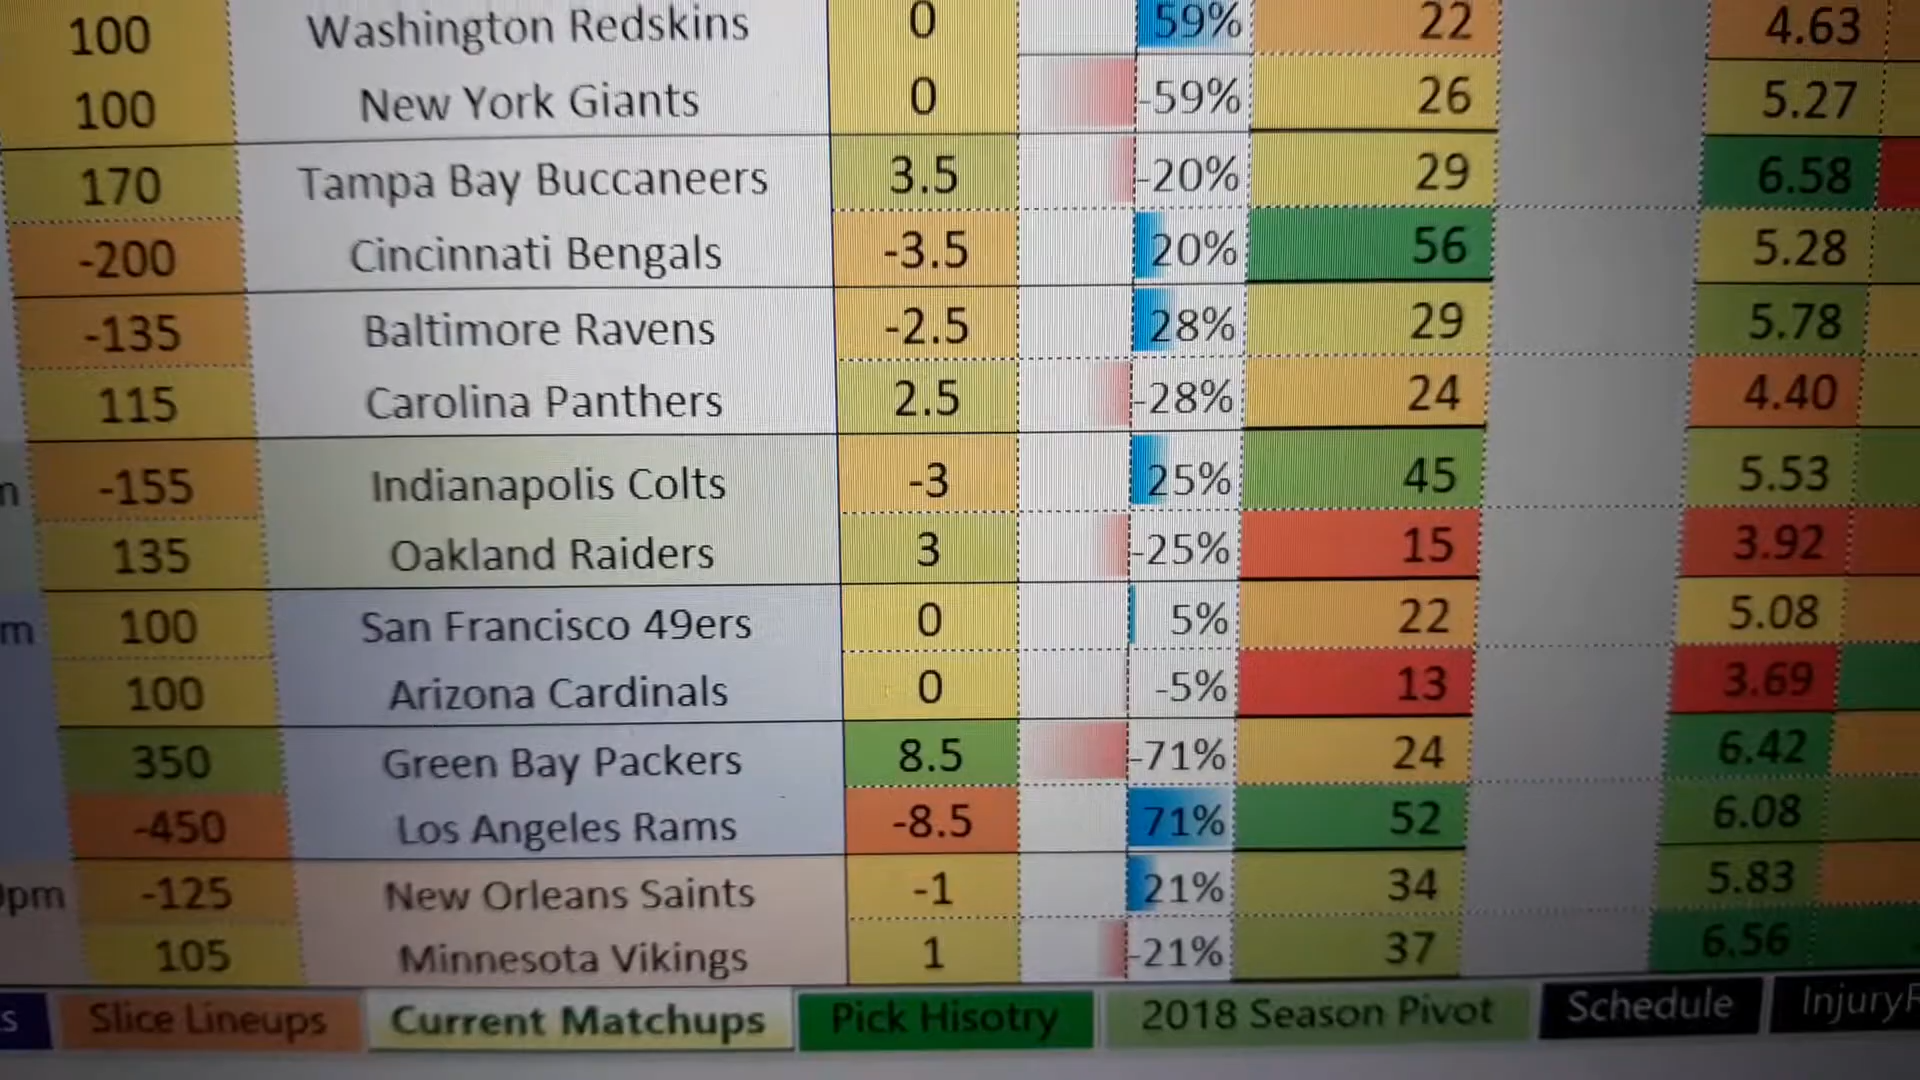 100 Washington Redskins 0 59% 22 4.63
100 New York Giants 0 -59% 26 5.27
170 Tampa Bay Buccaneers 3.5 -20% 29 6.58
-200 Cincinnati Bengals -3.5 20% 56 5.28
-135 Baltimore Ravens -2.5 28% 29 5.78
115 Carolina Panthers 2.5 -28% 24 4.40
-155 Indianapolis Colts -3 25% 45 5.53
135 Oakland Raiders 3 -25% 15 3.92
m 100 San Francisco 49ers 0 5% 22 5.08
100 Arizona Cardinals 0 -5% 13 3.69
350 Green Bay Packers 8.5 -71% 24 6.42
-450 Los Angeles Rams -8.5 71% 52 6.08
pm -125 New Orleans Saints -1 21% 34 5.83
105 Minnesota Vikings 1 -21% 37 6.56
s Slice Lineups Current Matchups Pick Hisotry 2018 Season Pivot Schedule Injury